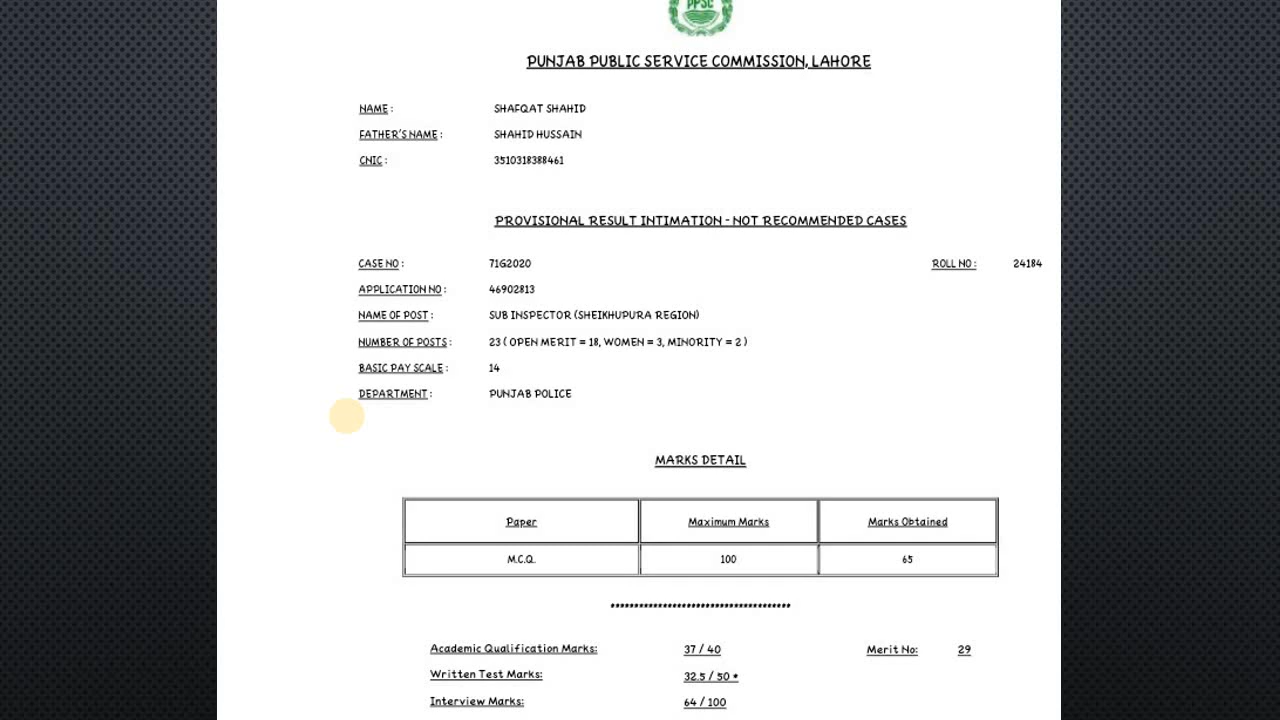 PPSC
PUNJAB PUBLIC SERVICE COMMISSION, LAHORE
NAME : SHAFQAT SHAHID
FATHER'S NAME : SHAHID HUSSAIN
CNIC : 3510318388461
PROVISIONAL RESULT INTIMATION - NOT RECOMMENDED CASES
CASE NO : 71G2020 ROLL NO : 24184
APPLICATION NO : 46902813
NAME OF POST : SUB INSPECTOR (SHEIKHUPURA REGION)
NUMBER OF POSTS : 23 ( OPEN MERIT = 18, WOMEN = 3, MINORITY = 2 )
BASIC PAY SCALE : 14
DEPARTMENT : PUNJAB POLICE
MARKS DETAIL
Paper Maximum Marks Marks Obtained
M.C.Q. 100 65
Academic Qualification Marks: 37 / 40 Merit No: 29
Written Test Marks: 32.5 / 50 *
Interview Marks: 64 / 100